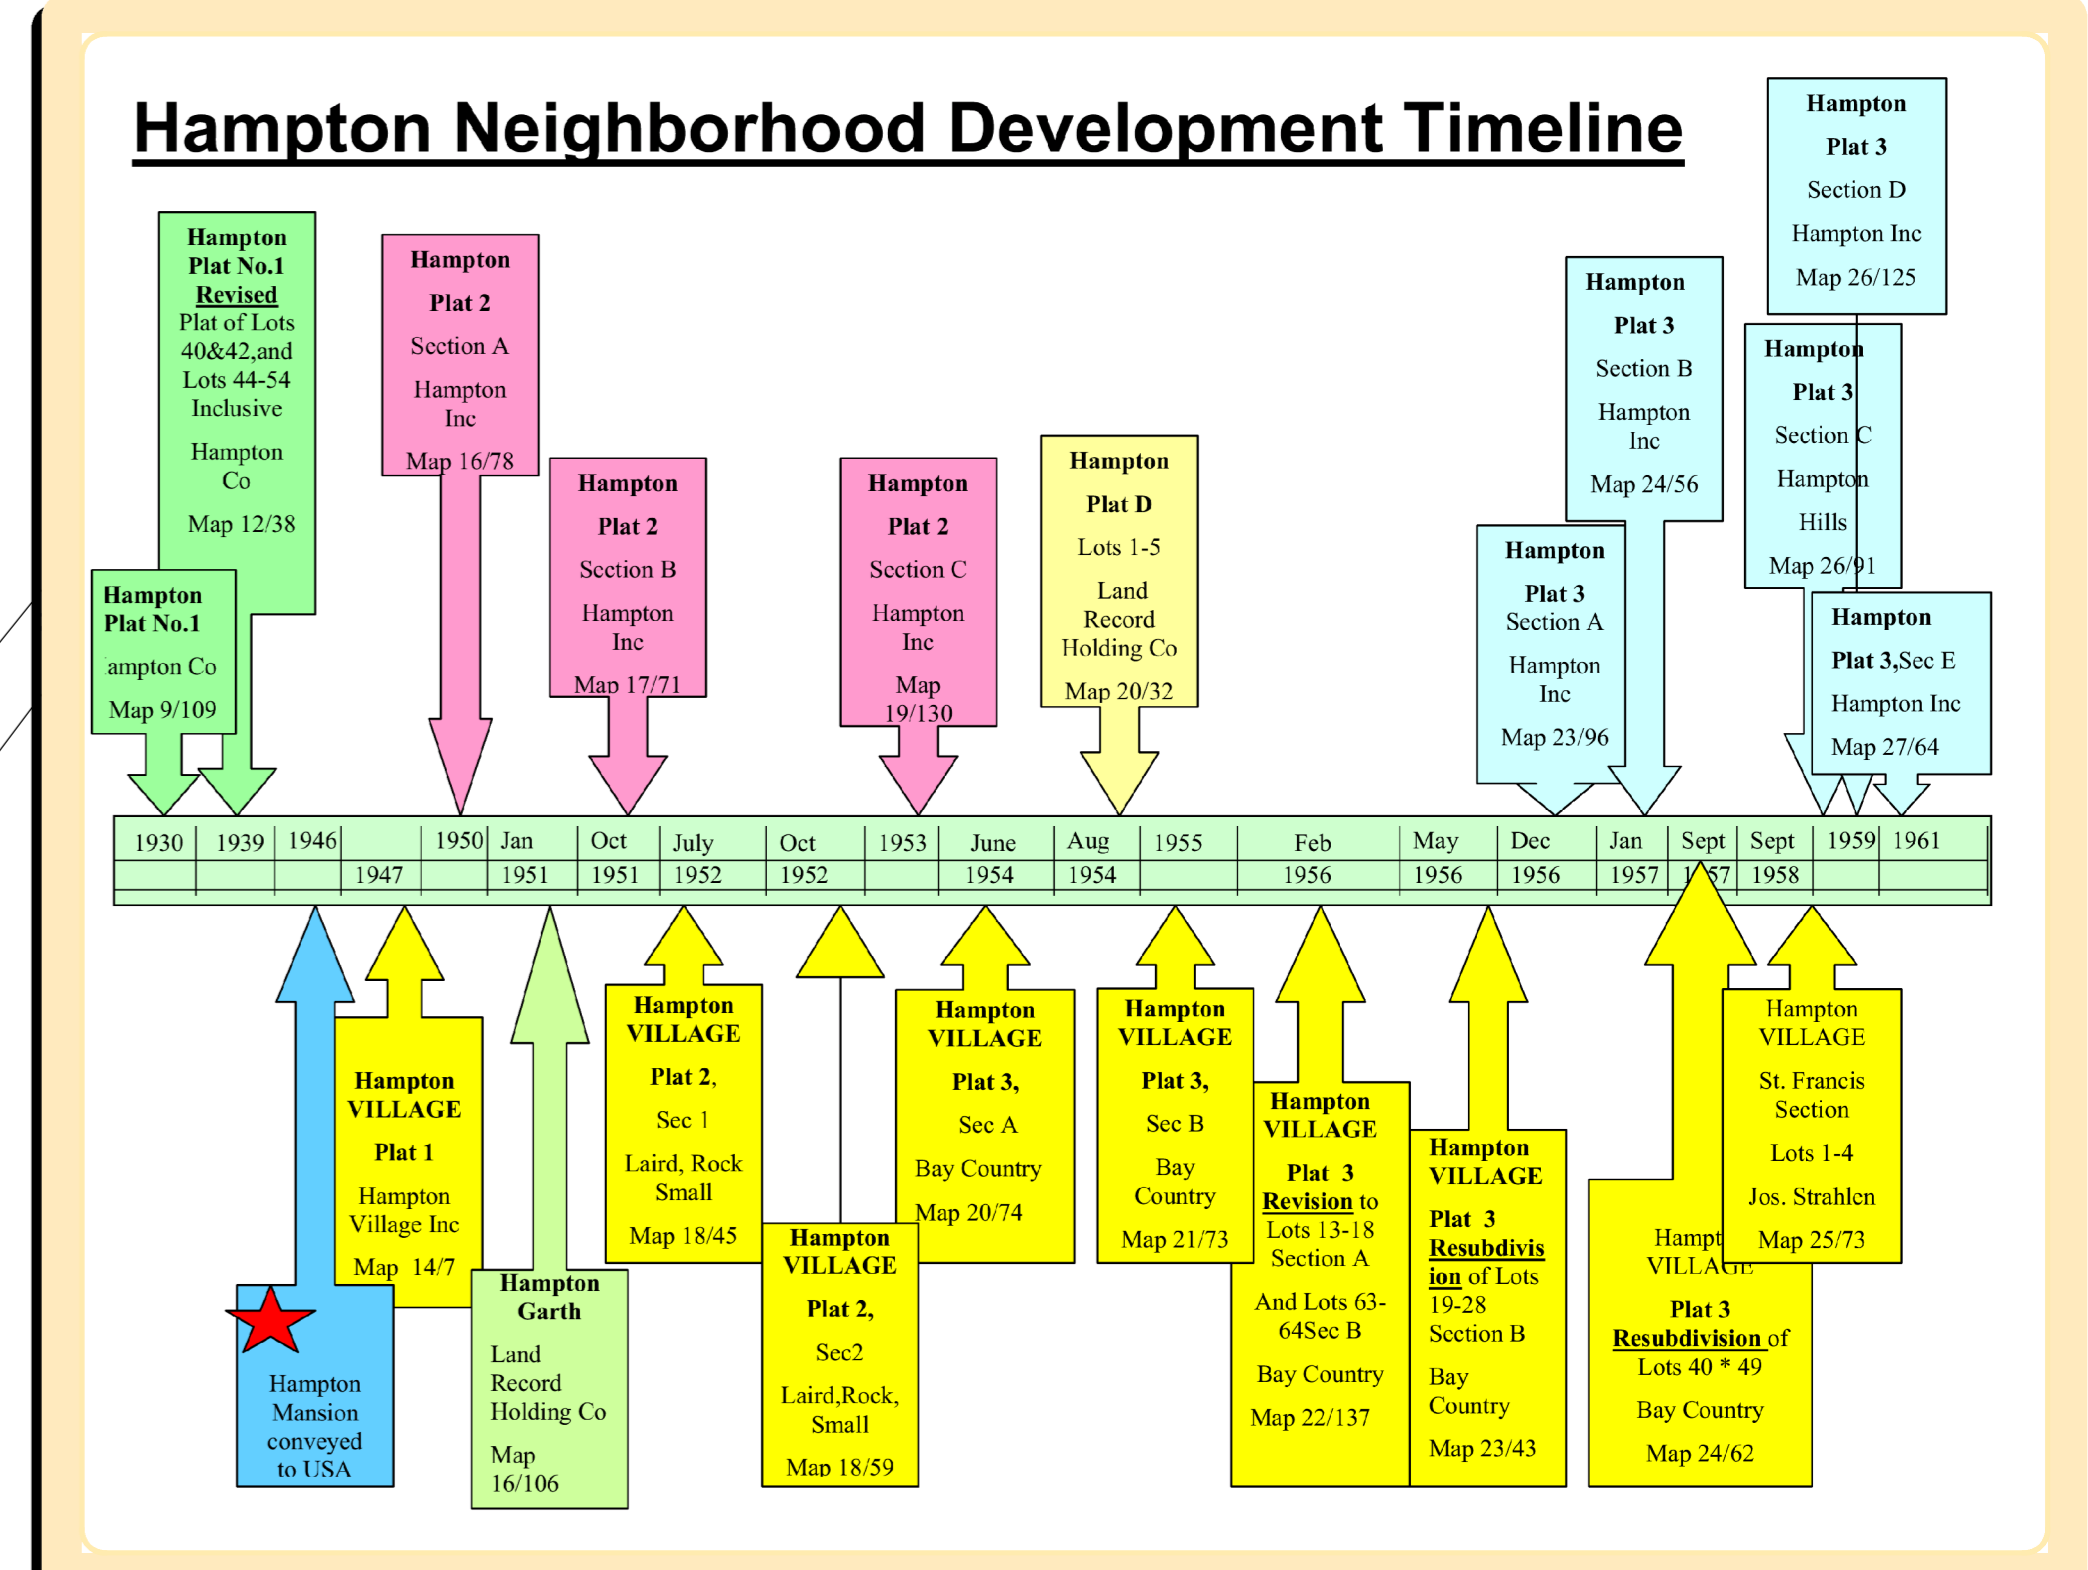 Hampton Neighborhood Development Timeline
Hampton
Plat No.1
Revised
Plat of Lots
40&42,and
Lots 44-54
Inclusive
Hampton
Co
Map 12/38
Hampton
Plat No.1
ampton Co
Map 9/109
Hampton
Plat 2
Section A
Hampton
Inc
Map 16/78
Hampton
Plat 2
Section B
Hampton
Inc
Map 17/71
Hampton
Plat 2
Section C
Hampton
Inc
Map
19/130
Hampton
Plat D
Lots 1-5
Land
Record
Holding Co
Map 20/32
Hampton
Plat 3
Section A
Hampton
Inc
Map 23/96
Hampton
Plat 3
Section B
Hampton
Inc
Map 24/56
Hampton
Plat 3
Section C
Hampton
Hills
Map 26/91
Hampton
Plat 3
Section D
Hampton Inc
Map 26/125
Hampton
Plat 3,Sec E
Hampton Inc
Map 27/64
1930 1939 1946 1950 Jan Oct July Oct 1953 June Aug 1955 Feb May Dec Jan Sept Sept 1959 1961
1947 1951 1951 1952 1952 1954 1954 1956 1956 1956 1957 1957 1958
Hampton
Mansion
conveyed
to USA
Hampton
VILLAGE
Plat 1
Hampton
Village Inc
Map 14/7
Hampton
Garth
Land
Record
Holding Co
Map
16/106
Hampton
VILLAGE
Plat 2,
Sec 1
Laird, Rock
Small
Map 18/45
Hampton
VILLAGE
Plat 2,
Sec2
Laird,Rock,
Small
Map 18/59
Hampton
VILLAGE
Plat 3,
Sec A
Bay Country
Map 20/74
Hampton
VILLAGE
Plat 3,
Sec B
Bay
Country
Map 21/73
Hampton
VILLAGE
Plat 3
Revision to
Lots 13-18
Section A
And Lots 63-
64Sec B
Bay Country
Map 22/137
Hampton
VILLAGE
Plat 3
Resubdivis
ion of Lots
19-28
Section B
Bay
Country
Map 23/43
Hampt
VILLAGE
Plat 3
Resubdivision of
Lots 40 * 49
Bay Country
Map 24/62
Hampton
VILLAGE
St. Francis
Section
Lots 1-4
Jos. Strahlen
Map 25/73